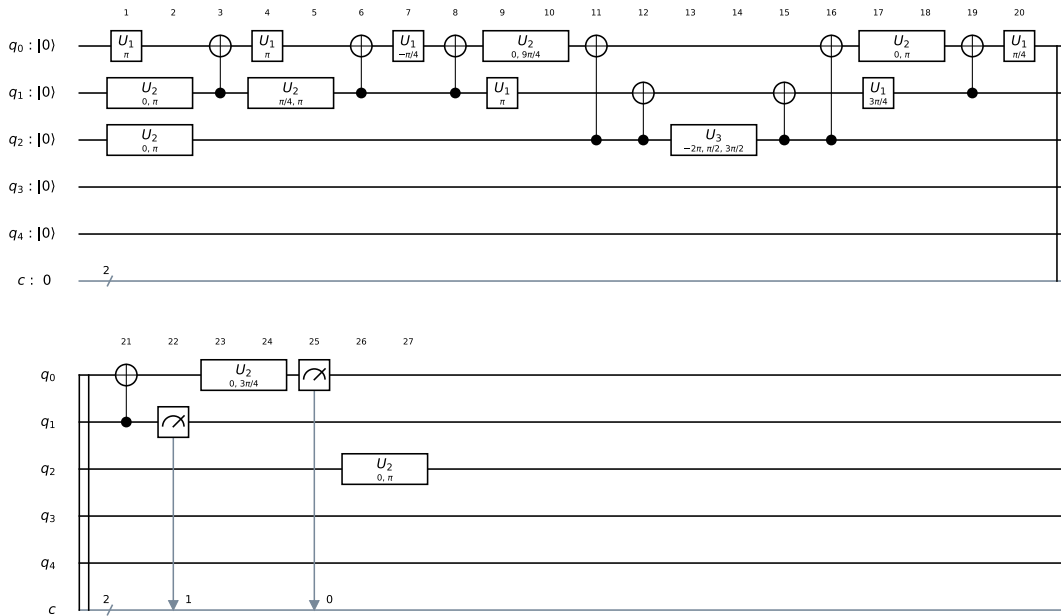 1 2 3 4 5 6 7 8 9 10 11 12 13 14 15 16 17 18 19 20
q₀ : |0⟩ U₁ π U₁ π U₁ −π/4 U₂ 0, 9π/4 U₂ 0, π U₁ π/4
q₁ : |0⟩ U₂ 0, π U₂ π/4, π U₁ π U₁ 3π/4
q₂ : |0⟩ U₂ 0, π U₃ −2π, π/2, 3π/2
q₃ : |0⟩
q₄ : |0⟩
c : 0 2
21 22 23 24 25 26 27
q₀ U₂ 0, 3π/4
q₁
q₂ U₂ 0, π
q₃
q₄
c 2 1 0